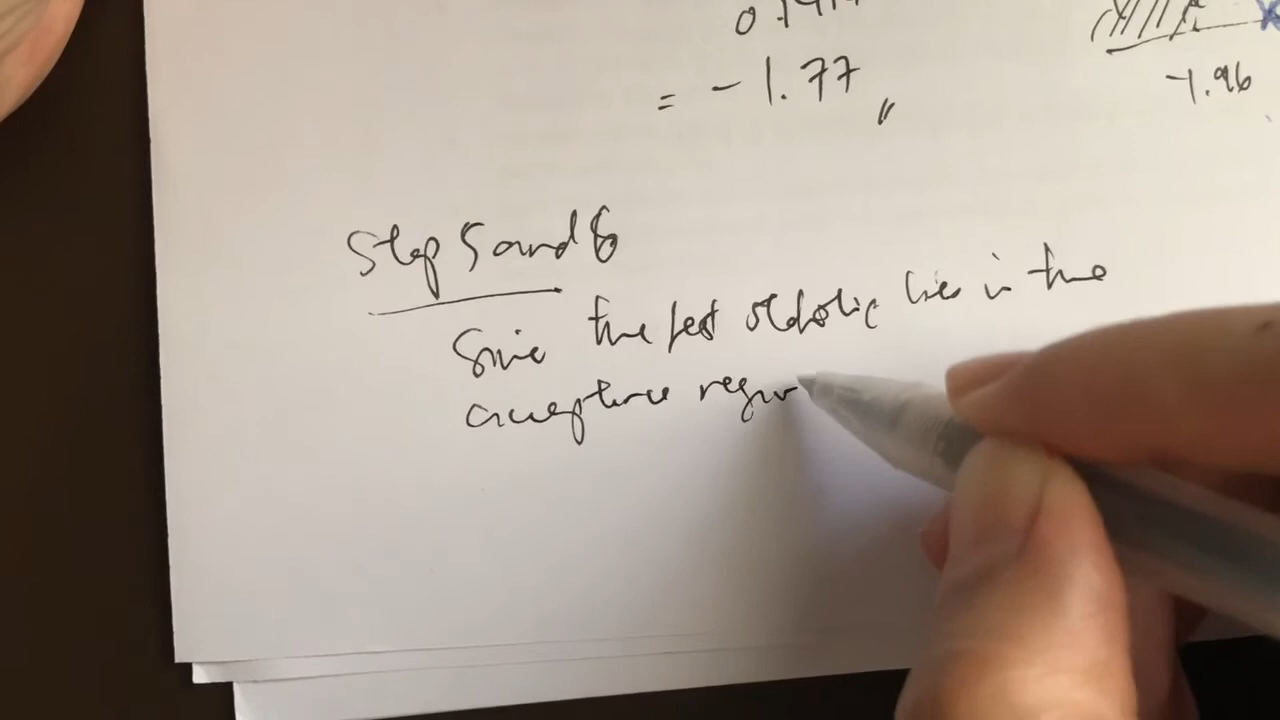 = - 1.77 "
-1.96
Step 5 and 6
Since the test statistic lies in the
acceptance region